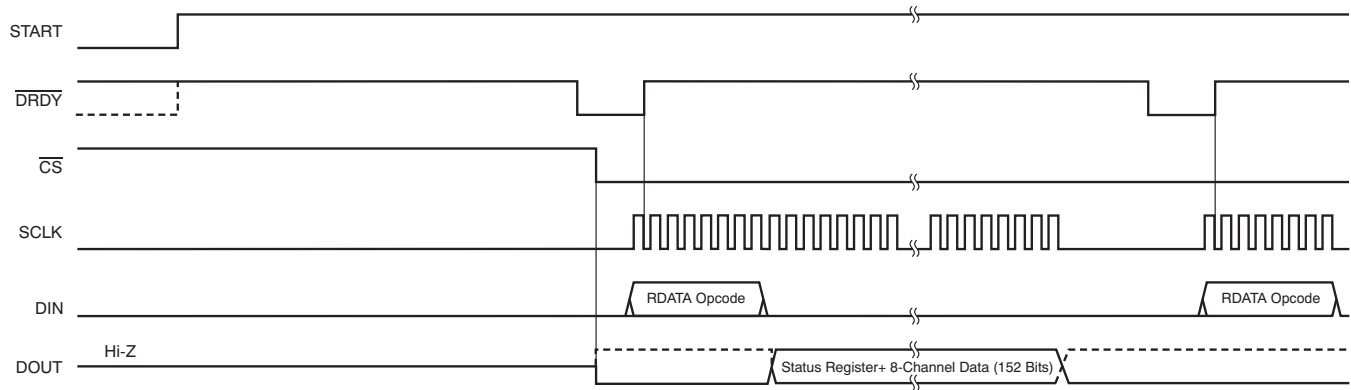 START
DRDY
CS
SCLK
DIN
RDATA Opcode
RDATA Opcode
Hi-Z
DOUT
Status Register+ 8-Channel Data (152 Bits)